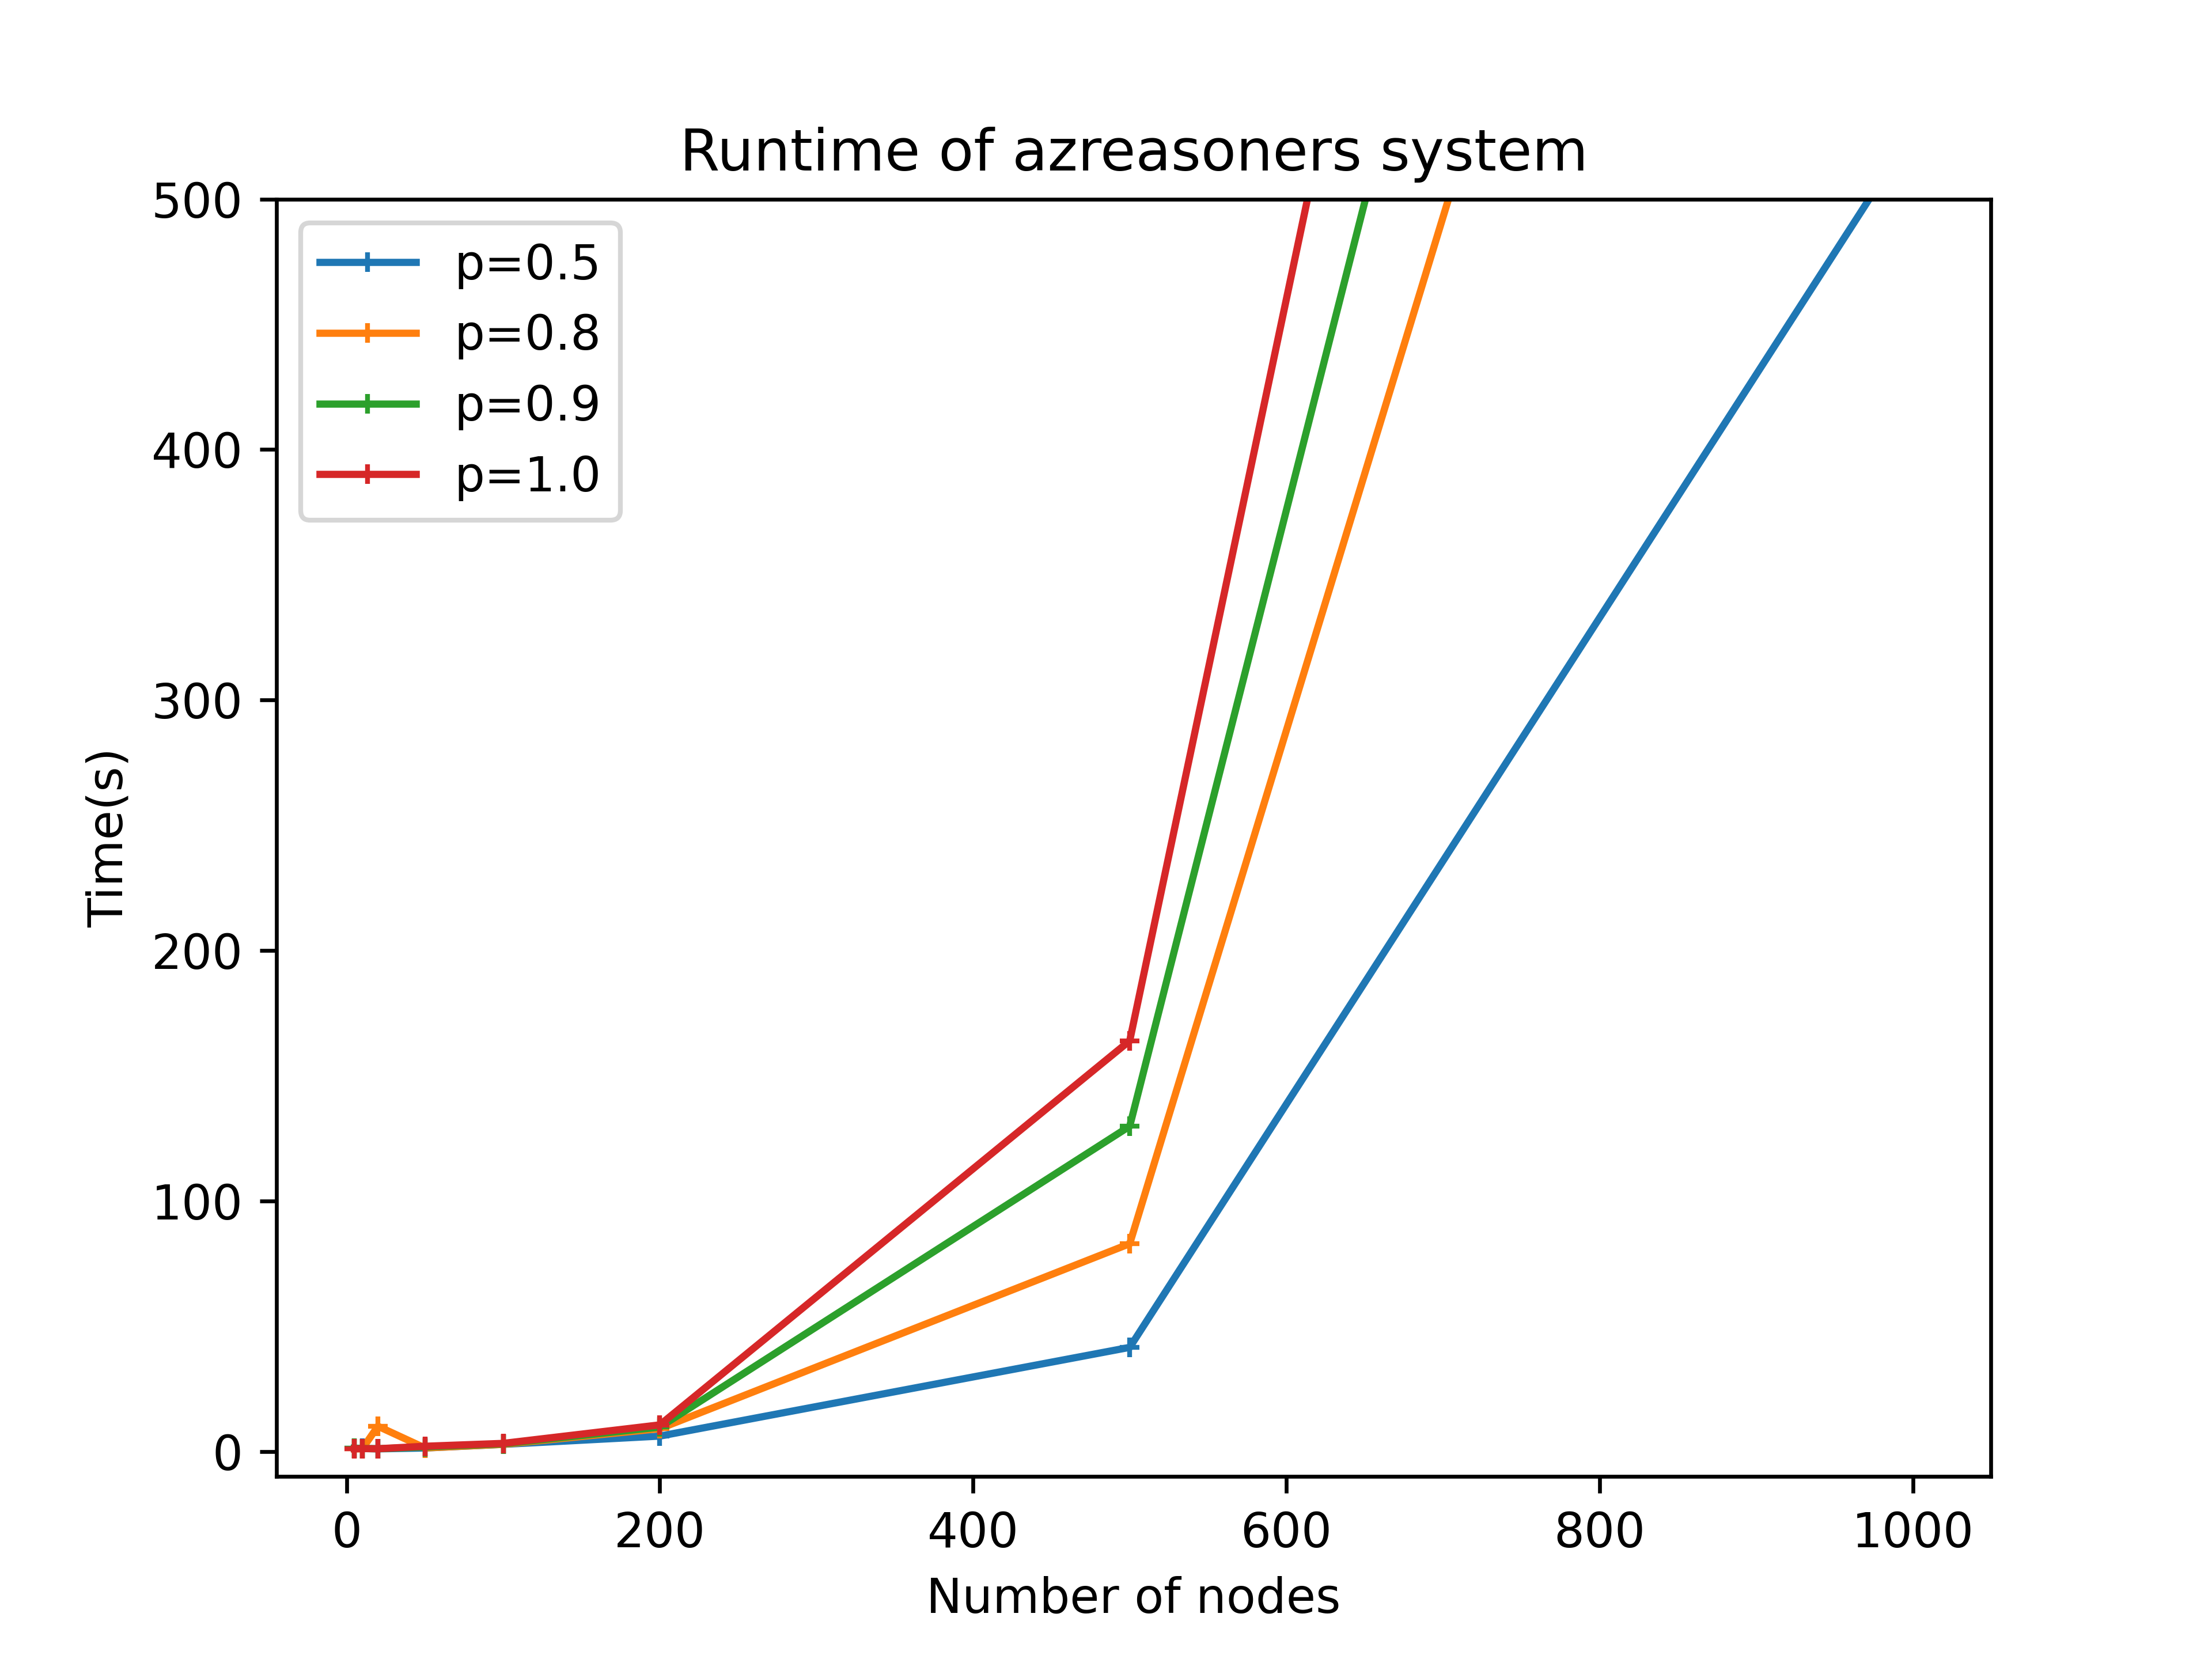 Runtime of azreasoners system
500
400
300
200
100
0
Time(s)
p=0.5
p=0.8
p=0.9
p=1.0
0 200 400 600 800 1000
Number of nodes